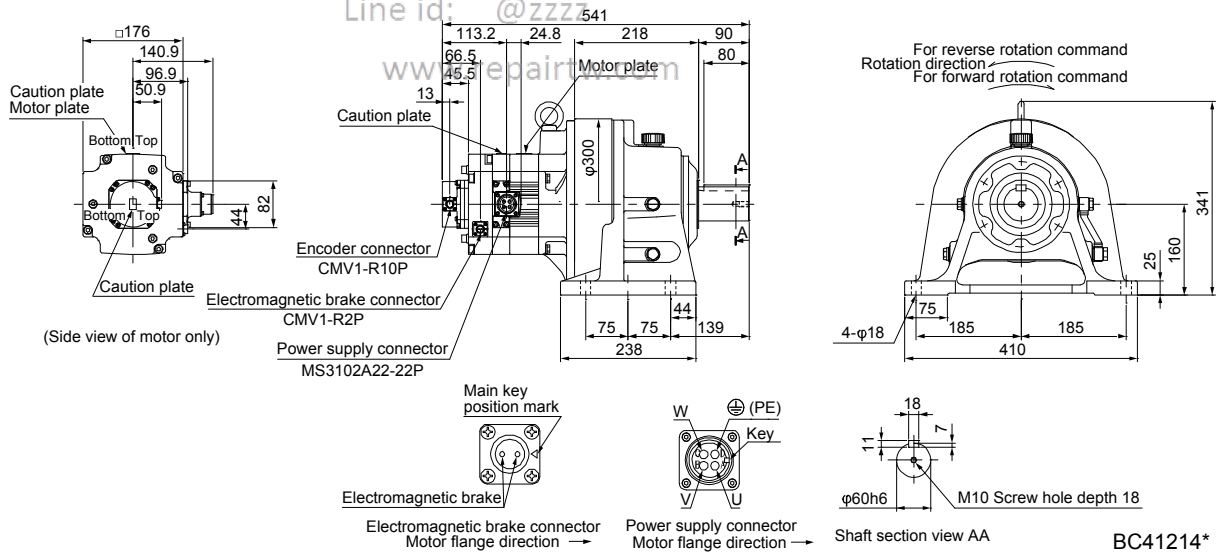 Line id: @zzzz
www.repairtw.com
□176
140.9
96.9
50.9
Caution plate
Motor plate
Bottom Top
Bottom Top
82
44
Caution plate
(Side view of motor only)
541
113.2
24.8
218
90
66.5
80
45.5
Motor plate
13
Caution plate
φ300
A
A
Encoder connector
CMV1-R10P
Electromagnetic brake connector
CMV1-R2P
Power supply connector
MS3102A22-22P
44
75
75
139
238
For reverse rotation command
Rotation direction
For forward rotation command
341
160
25
75
4-φ18
185
185
410
Main key
position mark
Electromagnetic brake
Electromagnetic brake connector
Motor flange direction →
W
(PE)
Key
V
U
Power supply connector
Motor flange direction →
18
7
11
φ60h6
M10 Screw hole depth 18
Shaft section view AA
BC41214*